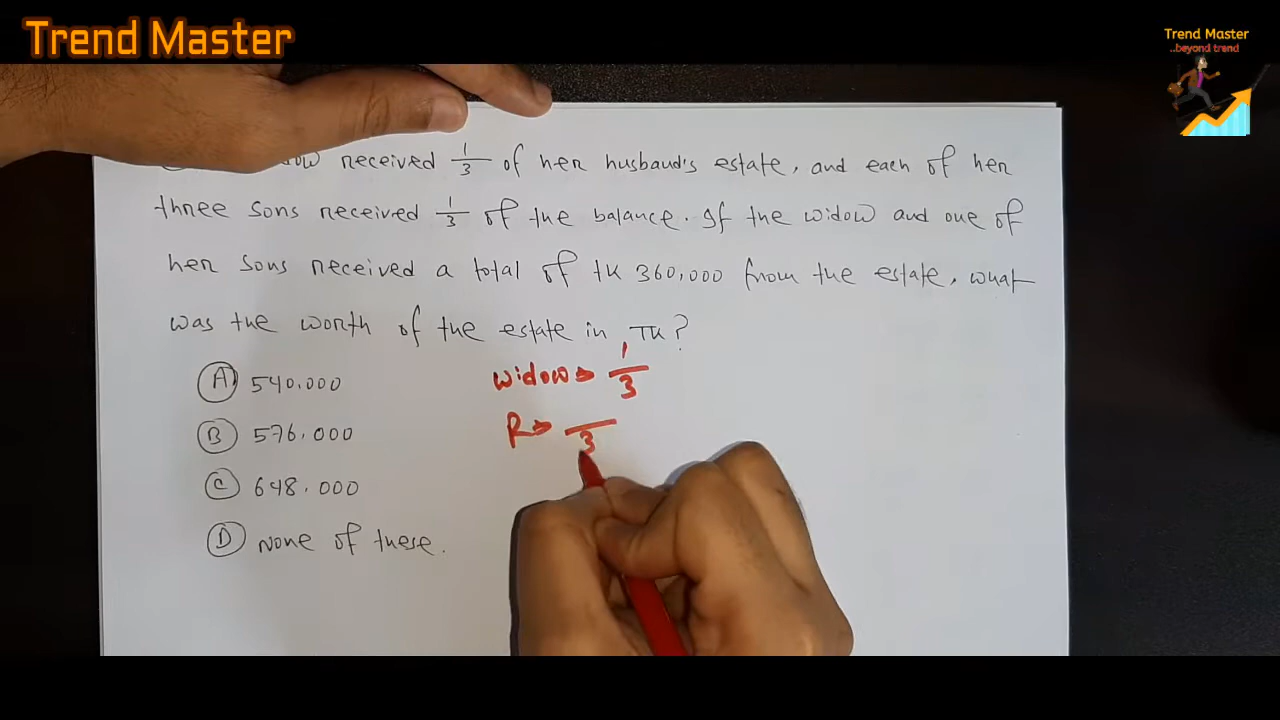 Trend Master
Trend Master
..beyond trend
received 1/3 of her husband's estate, and each of her
three sons received 1/3 of the balance. If the widow and one of
her sons received a total of tk 360,000 from the estate, what
was the worth of the estate in TK?
(A) 540.000
(B) 576.000
(C) 648.000
(D) None of these.
widow → 1/3
R → /3